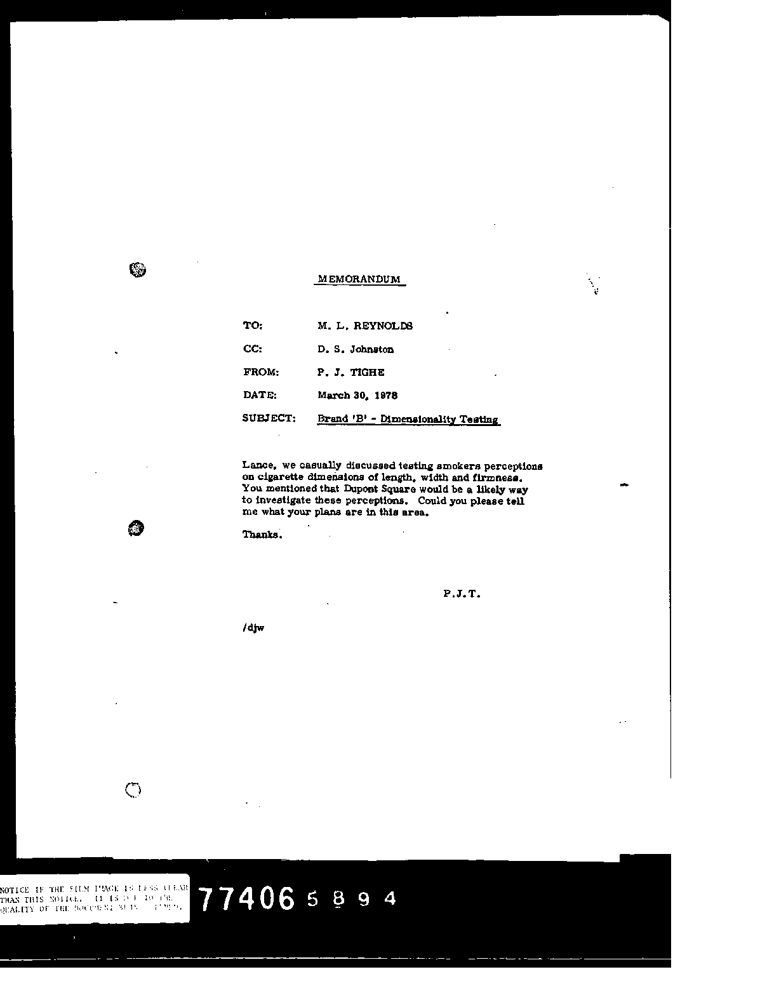 MEMORANDUM
TO: M. L. REYNOLDS
CC: D. S. Johnston
FROM: P. J. TIGHE
DATE: March 30, 1978
SUBJECT: Brand 'B' - Dimensionality Testing
Lance, we casually discussed testing smokers perceptions
on cigarette dimensions of length, width and firmness.
You mentioned that Dupont Square would be a likely way
to investigate these perceptions. Could you please tell
me what your plans are in this area.
Thanks.
P.J.T.
/djw
NOTICE IF THE FILM IMAGE IS LESS CLEAR
THAN THIS NOTICE, IT IS DUE TO THE
QUALITY OF THE DOCUMENT
77406 5 8 9 4